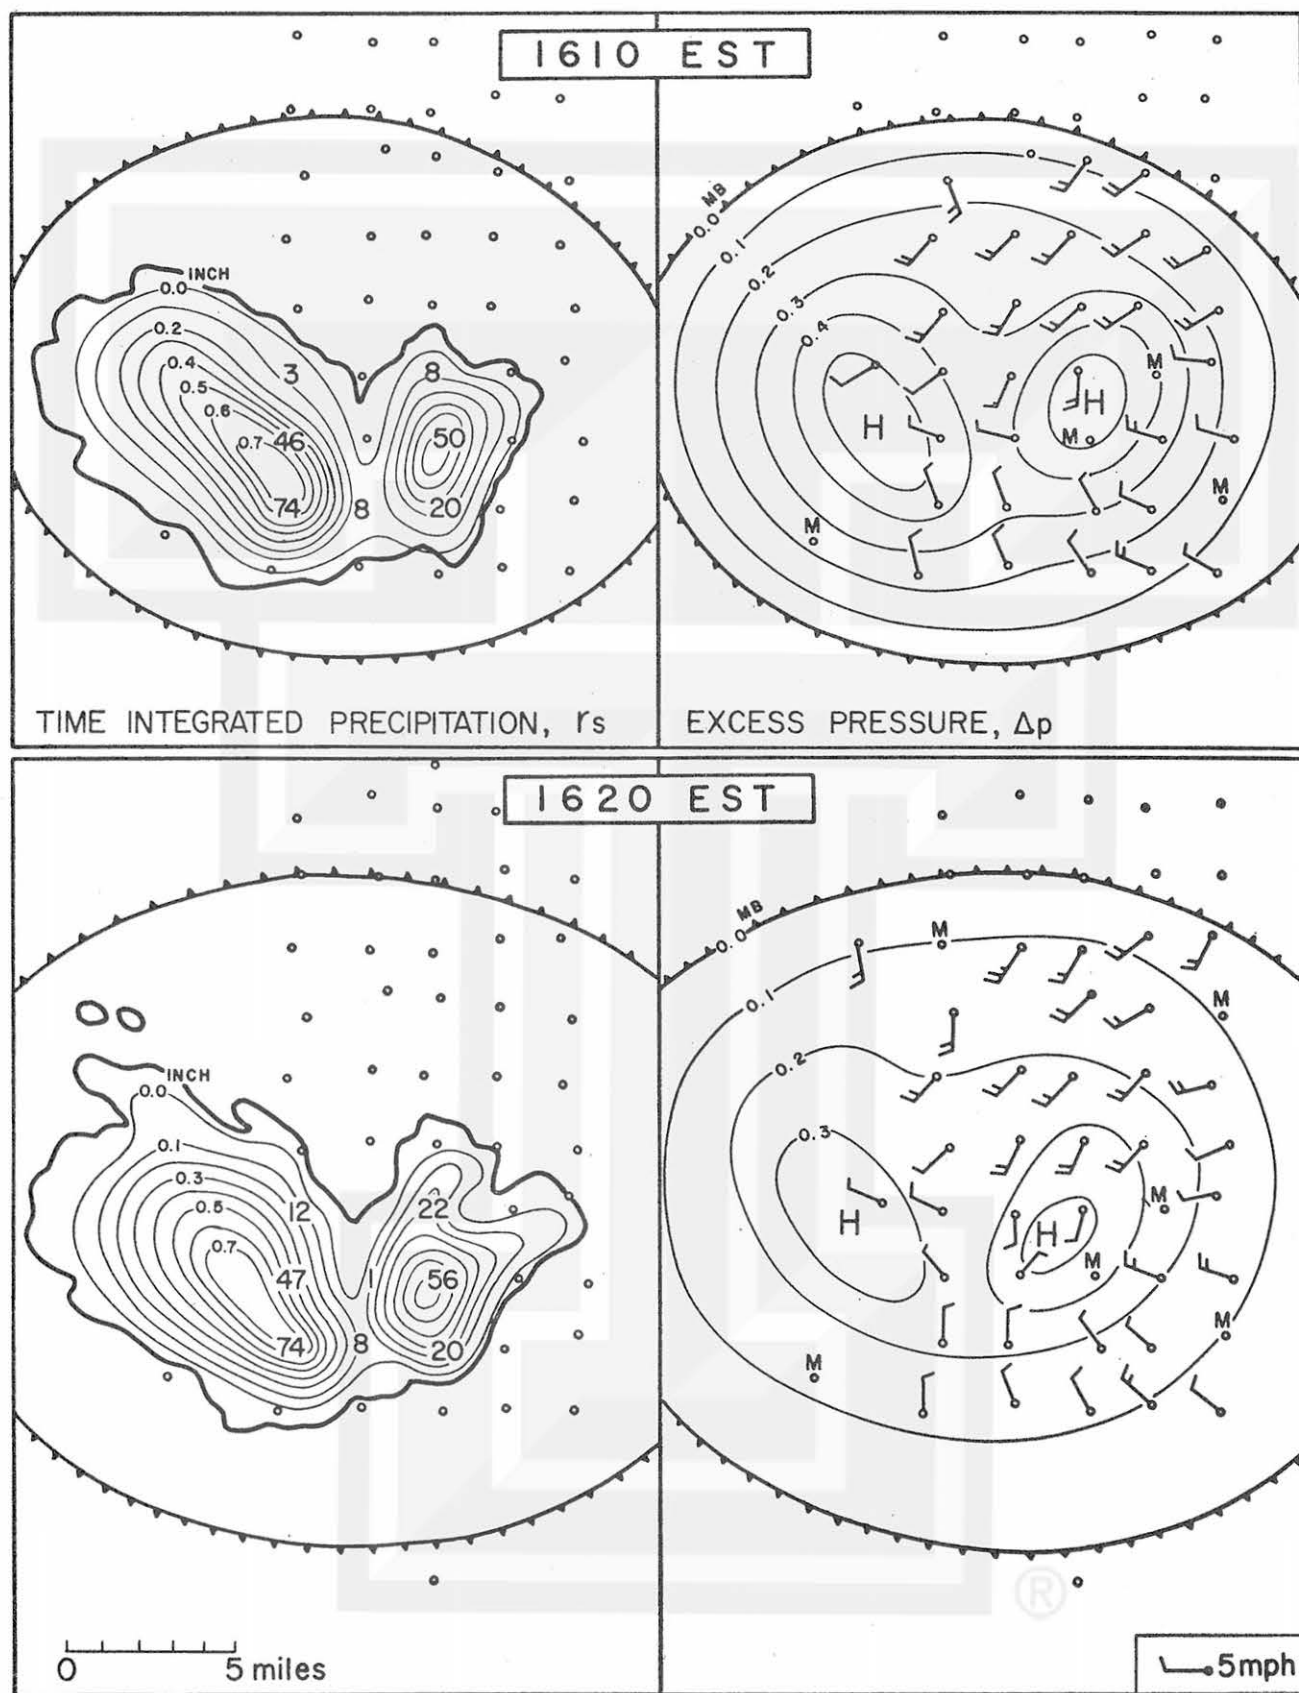 1610 EST
INCH
0.0
0.2
0.4
0.5
0.6
0.7
3
8
46
50
74
8
20
MB
0.0
0.1
0.2
0.3
0.4
M
H
H
M
M
M
TIME INTEGRATED PRECIPITATION, rs
EXCESS PRESSURE, Δp
1620 EST
INCH
0.0
0.1
0.3
0.5
0.7
12
22
47
1
56
74
8
20
MB
0.0
M
0.1
M
0.2
0.3
M
H
H
M
M
M
®
0 5 miles
5mph